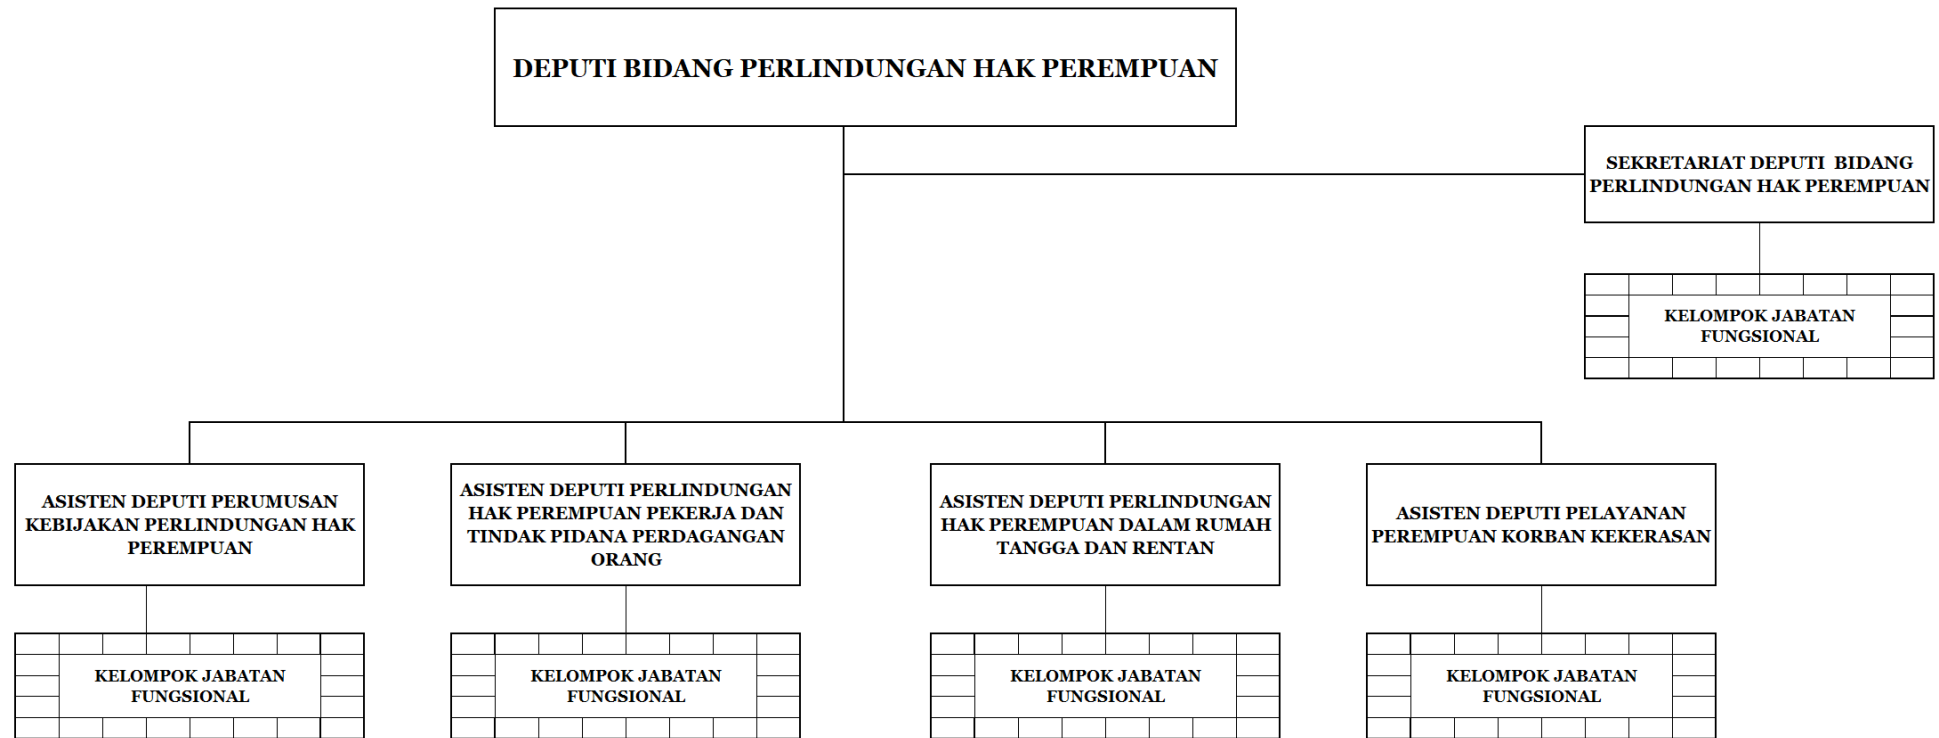 DEPUTI BIDANG PERLINDUNGAN HAK PEREMPUAN
SEKRETARIAT DEPUTI BIDANG
PERLINDUNGAN HAK PEREMPUAN
KELOMPOK JABATAN
FUNGSIONAL
ASISTEN DEPUTI PERUMUSAN
KEBIJAKAN PERLINDUNGAN HAK
PEREMPUAN
ASISTEN DEPUTI PERLINDUNGAN
HAK PEREMPUAN PEKERJA DAN
TINDAK PIDANA PERDAGANGAN
ORANG
ASISTEN DEPUTI PERLINDUNGAN
HAK PEREMPUAN DALAM RUMAH
TANGGA DAN RENTAN
ASISTEN DEPUTI PELAYANAN
PEREMPUAN KORBAN KEKERASAN
KELOMPOK JABATAN
FUNGSIONAL
KELOMPOK JABATAN
FUNGSIONAL
KELOMPOK JABATAN
FUNGSIONAL
KELOMPOK JABATAN
FUNGSIONAL